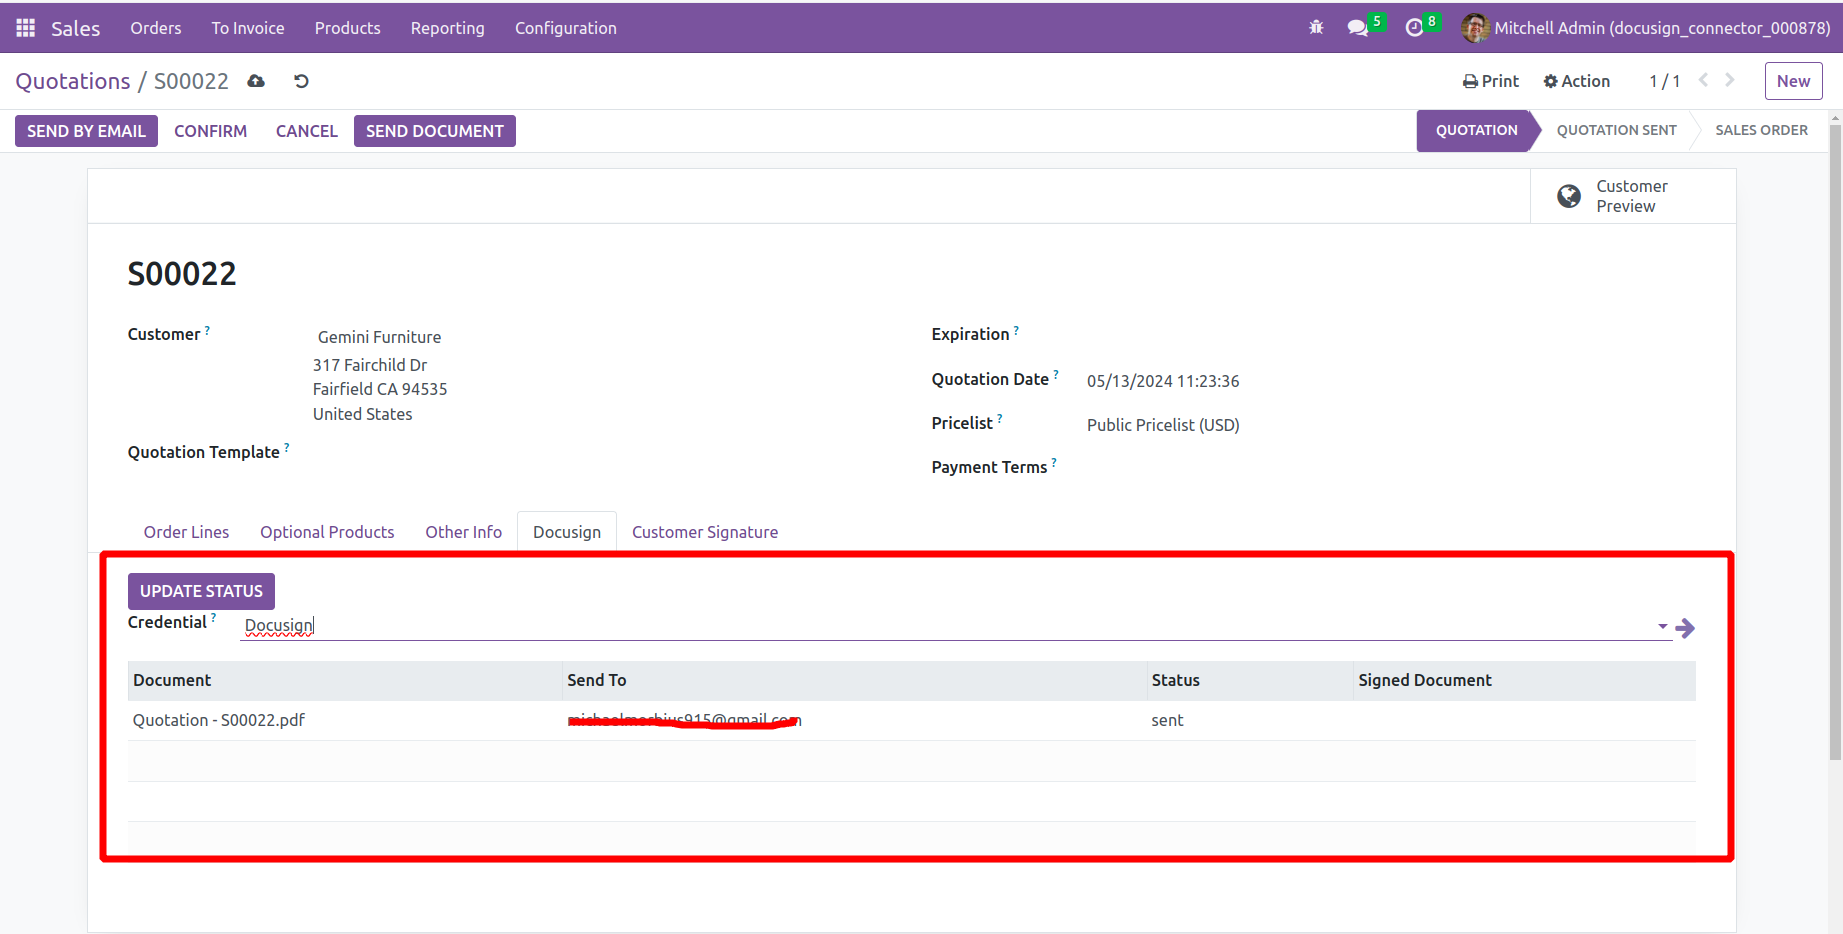 Sales Orders To Invoice Products Reporting Configuration 5 8 Mitchell Admin (docusign_connector_000878)
Quotations / S00022 Print Action 1 / 1 New
SEND BY EMAIL CONFIRM CANCEL SEND DOCUMENT QUOTATION QUOTATION SENT SALES ORDER
Customer
Preview
S00022
Customer ? Gemini Furniture Expiration ?
317 Fairchild Dr
Fairfield CA 94535 Quotation Date ? 05/13/2024 11:23:36
United States Pricelist ? Public Pricelist (USD)
Quotation Template ? Payment Terms ?
Order Lines Optional Products Other Info Docusign Customer Signature
UPDATE STATUS
Credential ? Docusign
Document Send To Status Signed Document
Quotation - S00022.pdf sent